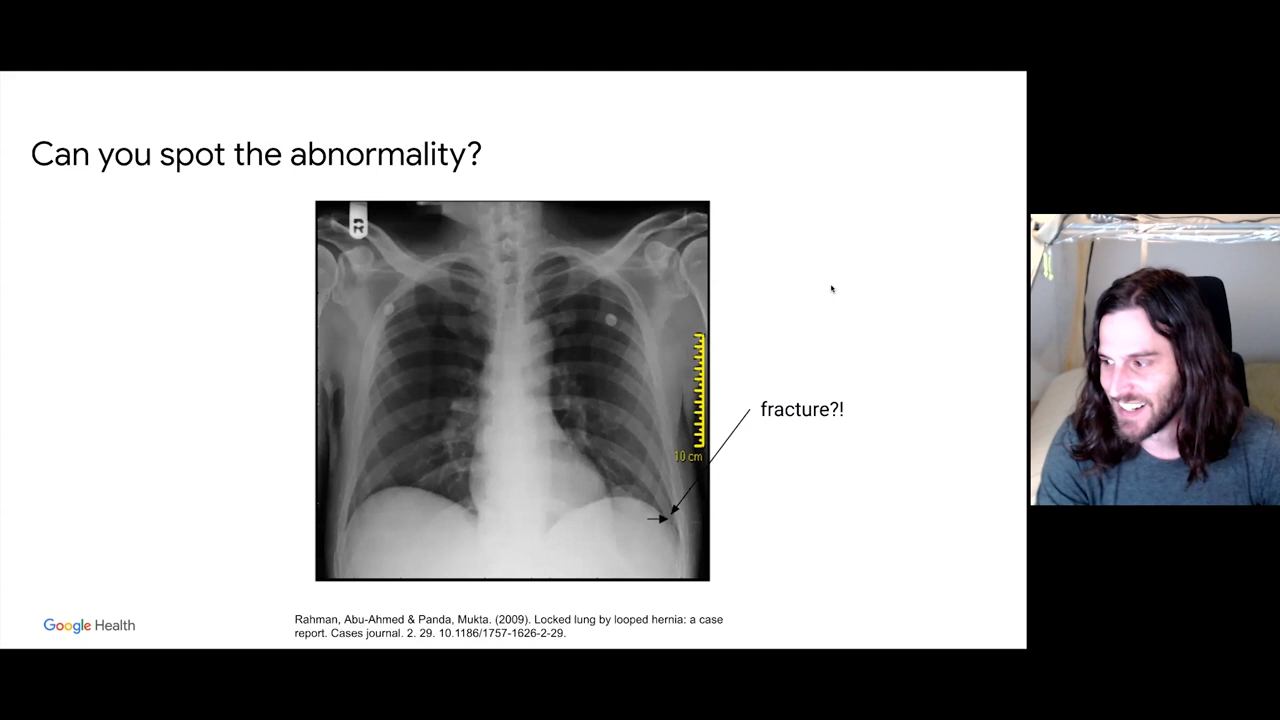 Can you spot the abnormality?
R
fracture?!
10 cm
Google Health
Rahman, Abu-Ahmed & Panda, Mukta. (2009). Locked lung by looped hernia: a case
report. Cases journal. 2. 29. 10.1186/1757-1626-2-29.